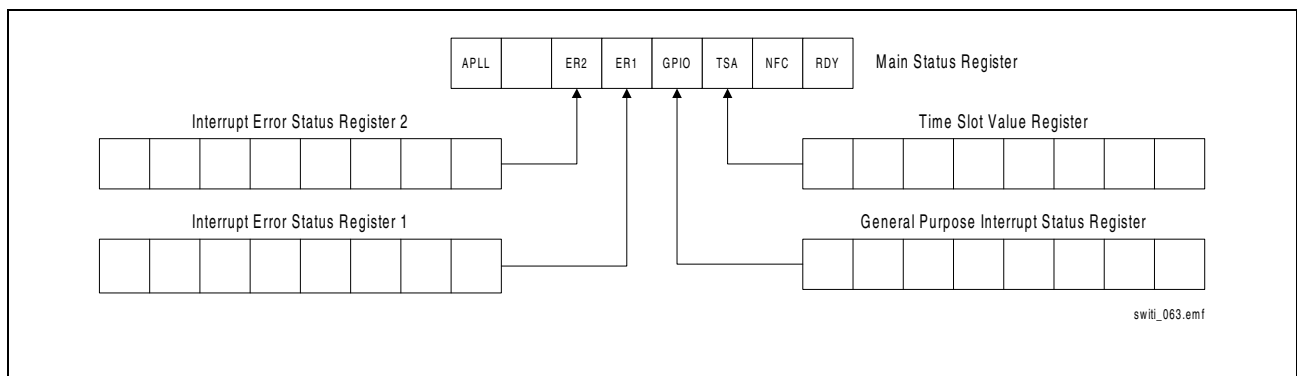 APLL ER2 ER1 GPIO TSA NFC RDY Main Status Register
Interrupt Error Status Register 2
Time Slot Value Register
Interrupt Error Status Register 1
General Purpose Interrupt Status Register
switi_063.emf